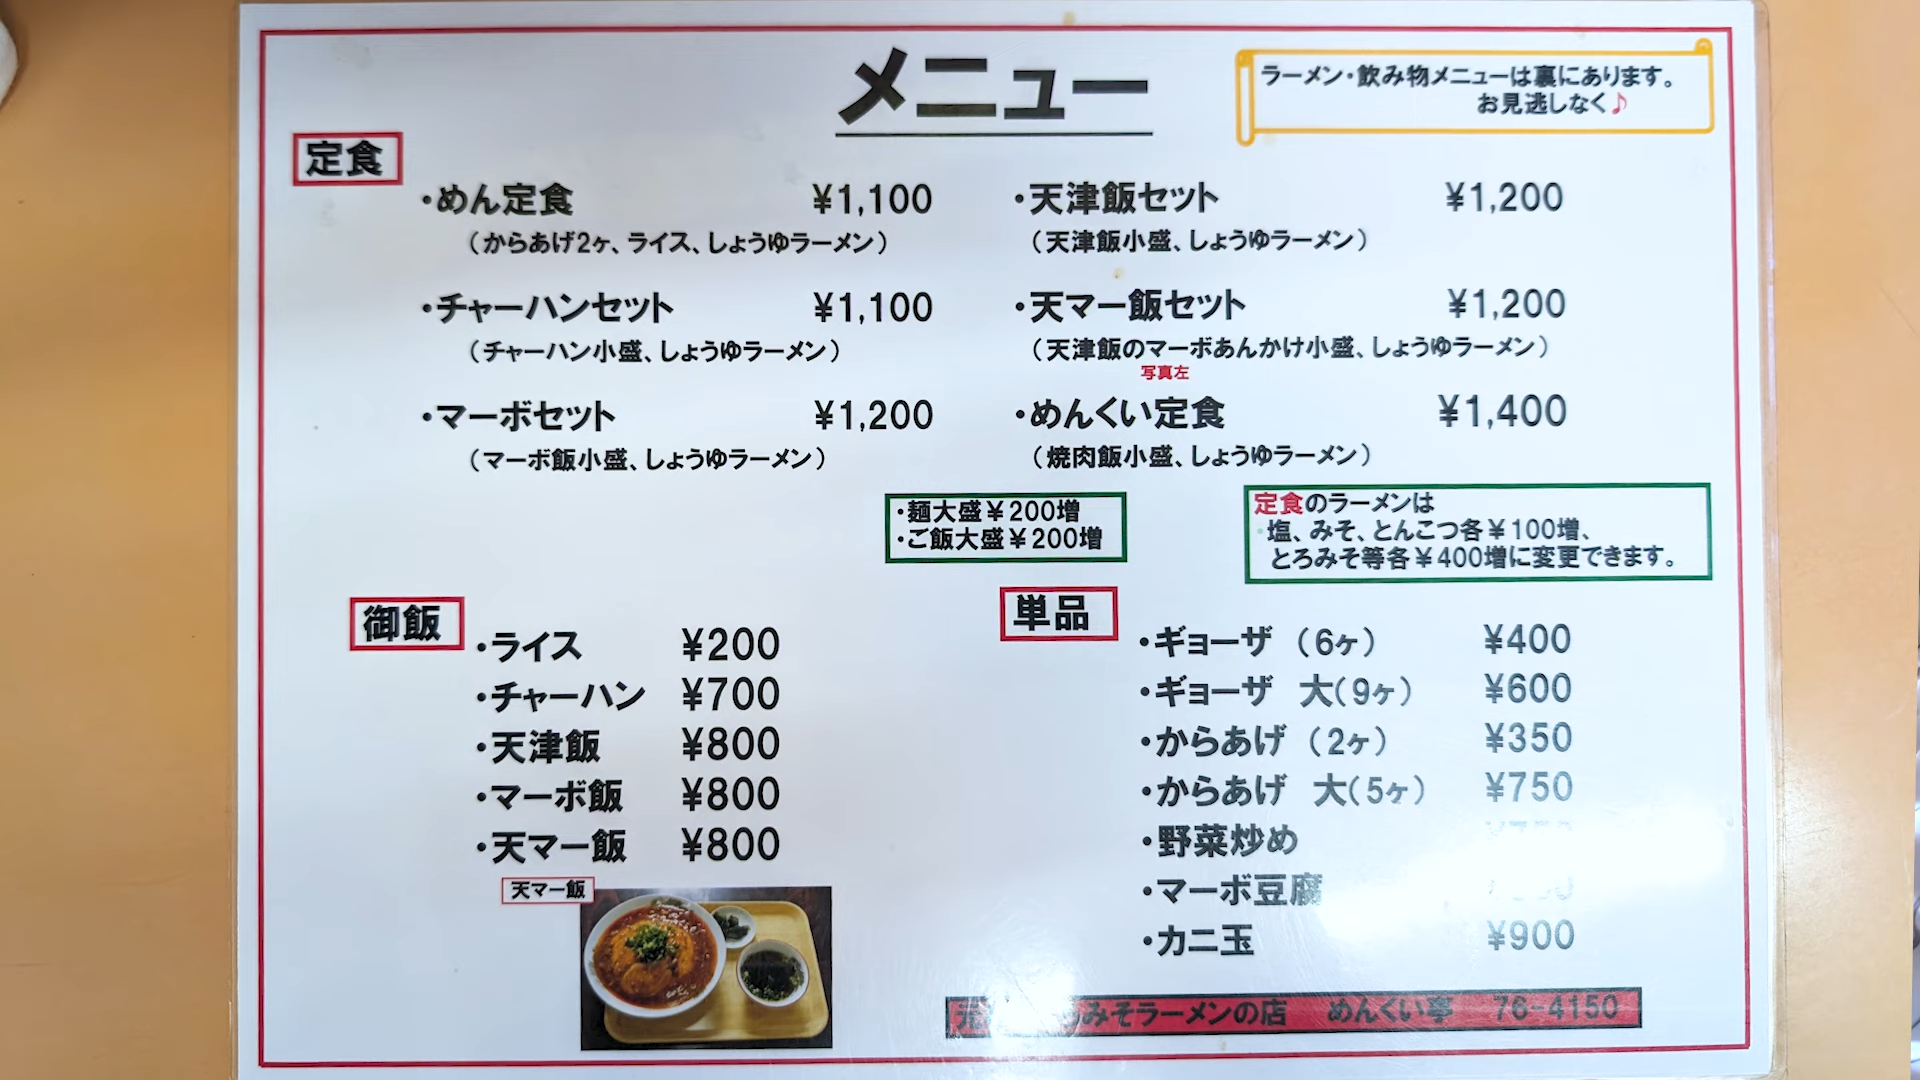 メニュー
ラーメン・飲み物メニューは裏にあります。
お見逃しなく♪
定食
・めん定食 ¥1,100
（からあげ2ヶ、ライス、しょうゆラーメン）
・チャーハンセット ¥1,100
（チャーハン小盛、しょうゆラーメン）
・マーボセット ¥1,200
（マーボ飯小盛、しょうゆラーメン）
・天津飯セット ¥1,200
（天津飯小盛、しょうゆラーメン）
・天マー飯セット ¥1,200
（天津飯のマーボあんかけ小盛、しょうゆラーメン）
写真左
・めんくい定食 ¥1,400
（焼肉飯小盛、しょうゆラーメン）
・麺大盛¥200増
・ご飯大盛¥200増
定食のラーメンは
・塩、みそ、とんこつ各¥100増、
とろみそ等各¥400増に変更できます。
御飯
・ライス ¥200
・チャーハン ¥700
・天津飯 ¥800
・マーボ飯 ¥800
・天マー飯 ¥800
天マー飯
単品
・ギョーザ（6ヶ） ¥400
・ギョーザ 大（9ヶ） ¥600
・からあげ（2ヶ） ¥350
・からあげ 大（5ヶ） ¥750
・野菜炒め
・マーボ豆腐
・カニ玉 ¥900
みそラーメンの店 めんくい亭 76-4150